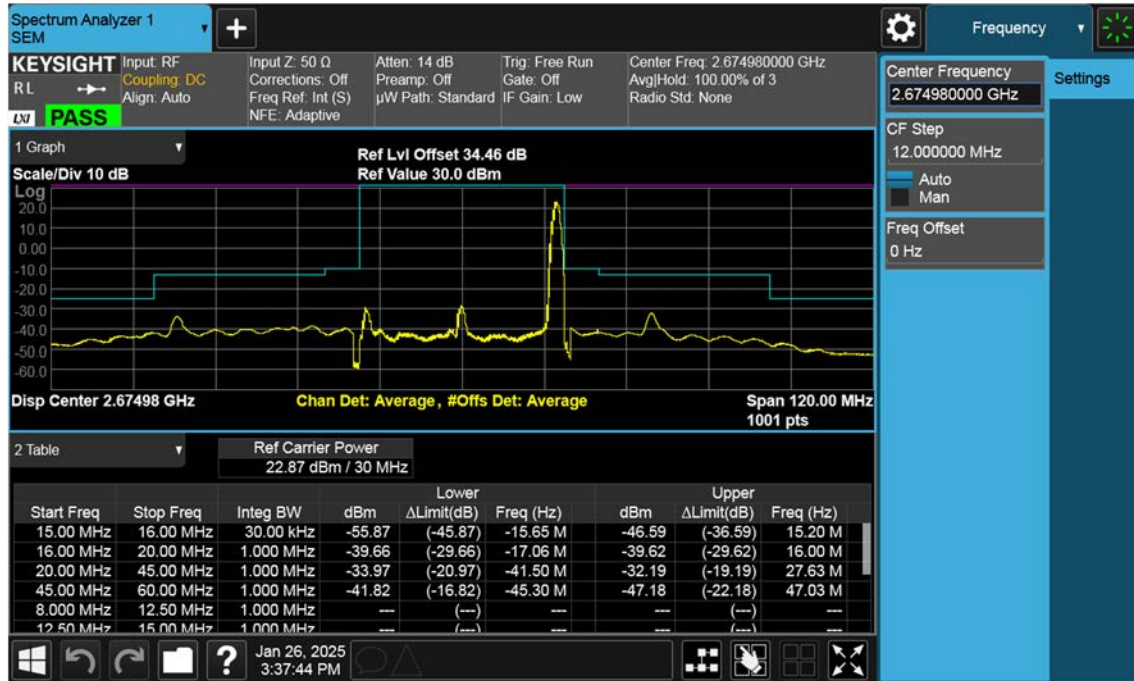 Spectrum Analyzer 1
SEM
Frequency
KEYSIGHT
R L
LXI
PASS
Input: RF
Coupling: DC
Align: Auto
Input Z: 50 Ω
Corrections: Off
Freq Ref: Int (S)
NFE: Adaptive
Atten: 14 dB
Preamp: Off
µW Path: Standard
Trig: Free Run
Gate: Off
IF Gain: Low
Center Freq: 2.674980000 GHz
Avg|Hold: 100.00% of 3
Radio Std: None
Center Frequency
2.674980000 GHz
Settings
CF Step
12.000000 MHz
Auto
Man
Freq Offset
0 Hz
1 Graph
Scale/Div 10 dB
Ref Lvl Offset 34.46 dB
Ref Value 30.0 dBm
Log
20.0
10.0
0.00
-10.0
-20.0
-30.0
-40.0
-50.0
-60.0
Disp Center 2.67498 GHz
Chan Det: Average, #Offs Det: Average
Span 120.00 MHz
1001 pts
2 Table
Ref Carrier Power
22.87 dBm / 30 MHz
Lower Upper
Start Freq Stop Freq Integ BW dBm ΔLimit(dB) Freq (Hz) dBm ΔLimit(dB) Freq (Hz)
15.00 MHz 16.00 MHz 30.00 kHz -55.87 (-45.87) -15.65 M -46.59 (-36.59) 15.20 M
16.00 MHz 20.00 MHz 1.000 MHz -39.66 (-29.66) -17.06 M -39.62 (-29.62) 16.00 M
20.00 MHz 45.00 MHz 1.000 MHz -33.97 (-20.97) -41.50 M -32.19 (-19.19) 27.63 M
45.00 MHz 60.00 MHz 1.000 MHz -41.82 (-16.82) -45.30 M -47.18 (-22.18) 47.03 M
8.000 MHz 12.50 MHz 1.000 MHz --- (---) --- --- (---) ---
12.50 MHz 15.00 MHz 1.000 MHz --- (---) --- --- (---) ---
Jan 26, 2025
3:37:44 PM